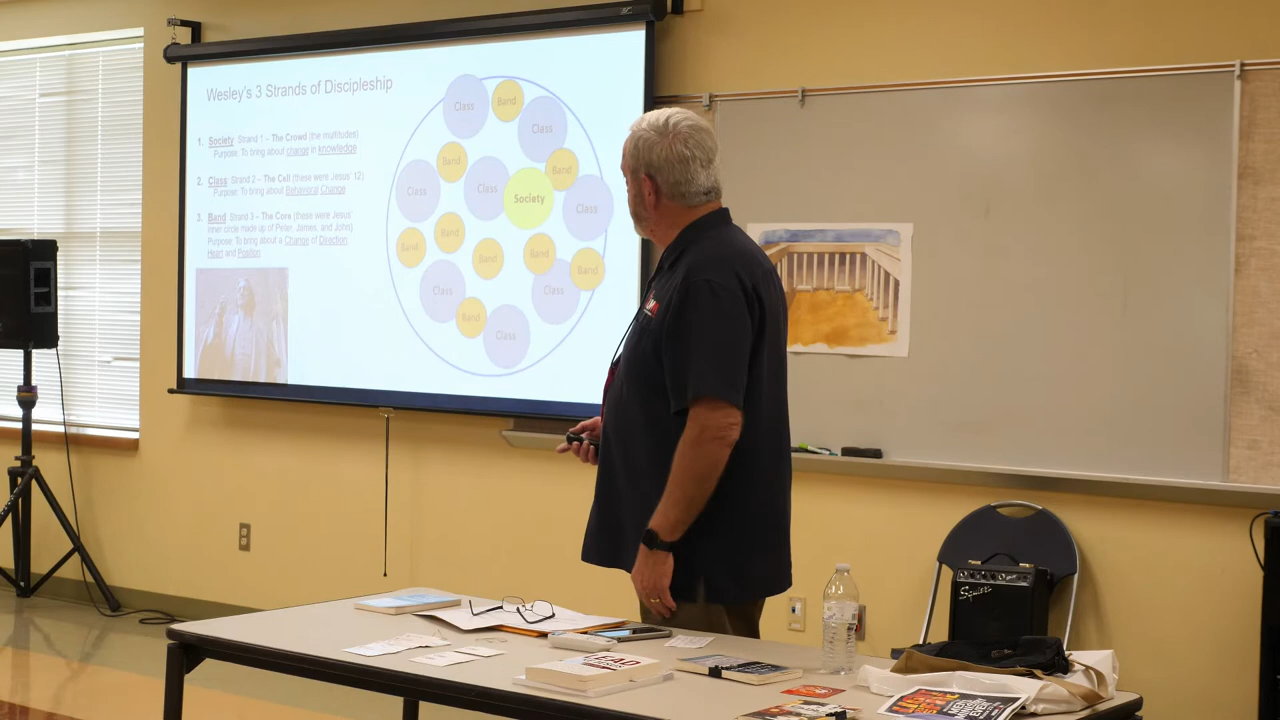 Wesley's 3 Strands of Discipleship
1. Society: Strand 1 – The Crowd (the multitudes)
Purpose: To bring about change in knowledge
2. Class: Strand 2 – The Cell (these were Jesus' 12)
Purpose: To bring about Behavioral Change
3. Band: Strand 3 – The Core (these were Jesus'
inner circle made up of Peter, James, and John)
Purpose: To bring about a Change of Direction
Heart and Position
Class
Band
Class
Band
Band
Class
Class
Society
Class
Band
Band
Band
Band
Band
Class
Class
Band
Class
Squier